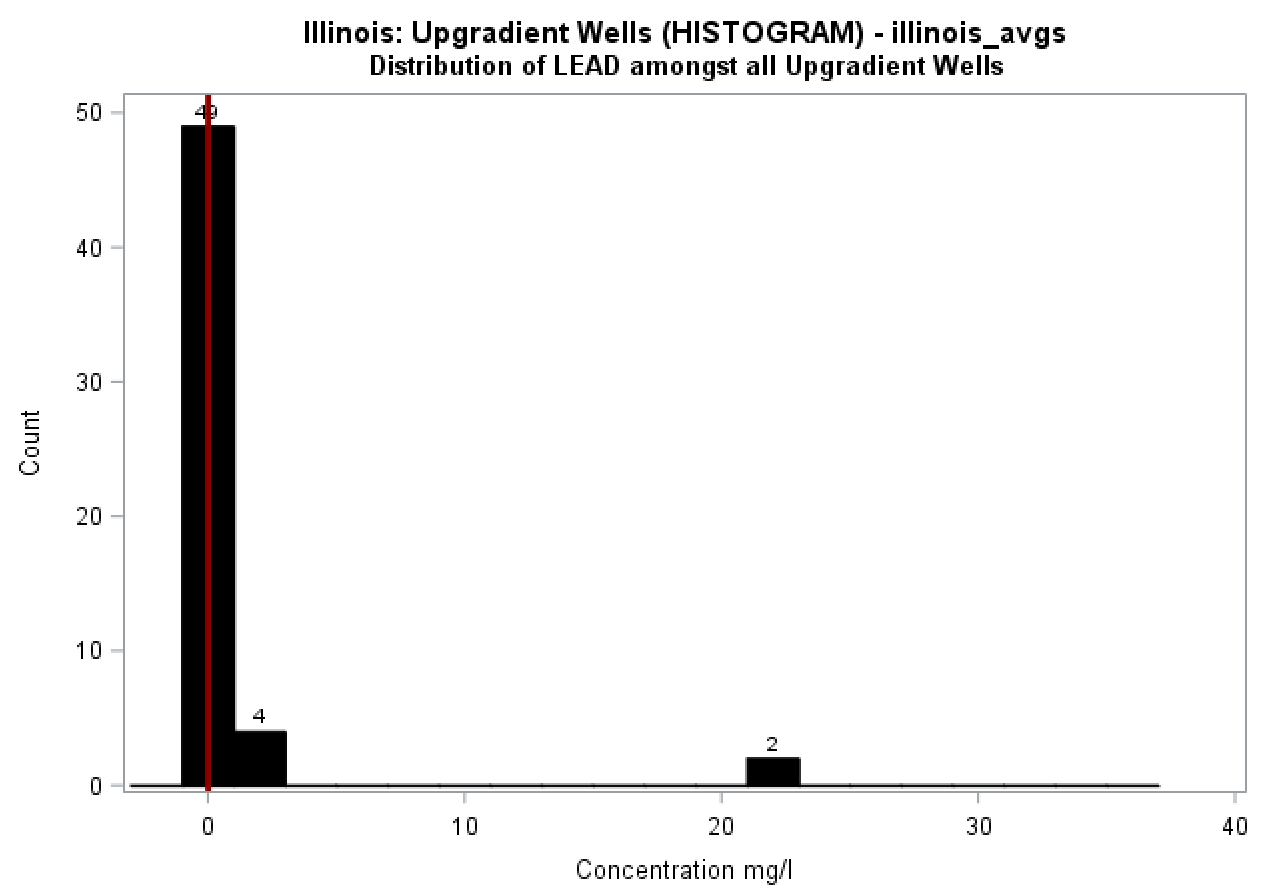 Illinois: Upgradient Wells (HISTOGRAM) - illinois_avgs
Distribution of LEAD amongst all Upgradient Wells
50
49
40
30
Count
20
10
4
2
0
0 10 20 30 40
Concentration mg/l